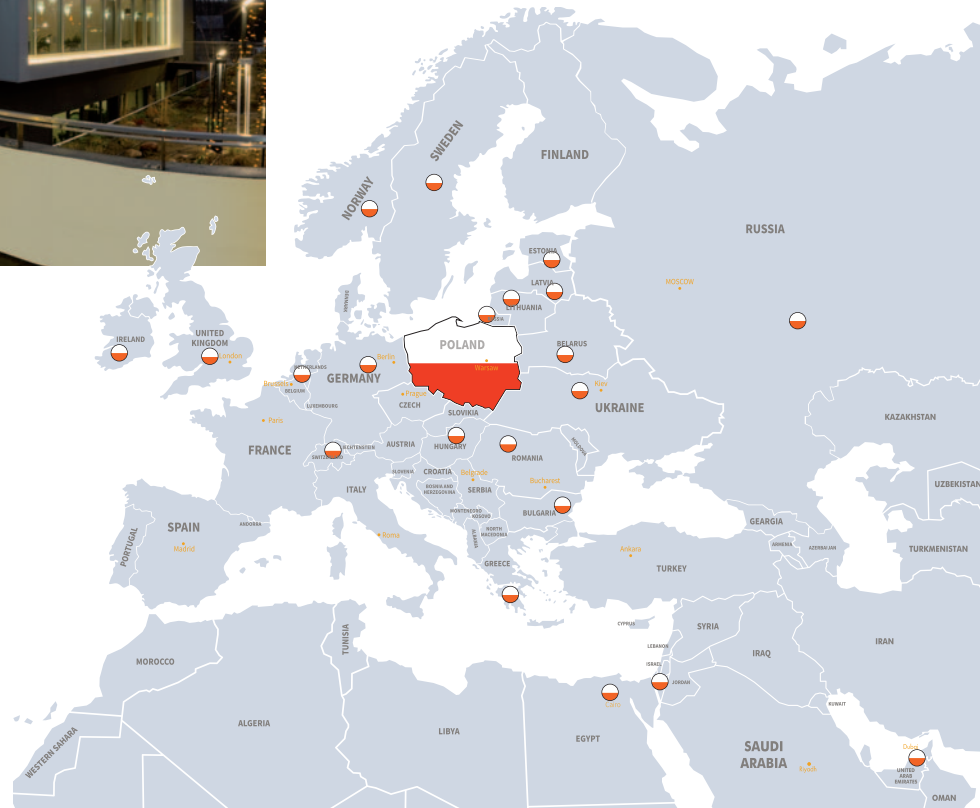 SWEDEN
FINLAND
NORWAY
RUSSIA
ESTONIA
MOSCOW
LATVIA
DENMARK
LITHUANIA
IRELAND
UNITED
KINGDOM
London
POLAND
BELARUS
Berlin
Warsaw
NETHERLANDS
GERMANY
Brussels
BELGIUM
Prague
CZECH
Kiev
UKRAINE
LUXEMBOURG
SLOVIKIA
Paris
KAZAKHSTAN
FRANCE
LIECHTENSTEIN
SWITZERLAND
AUSTRIA
HUNGARY
MOLDOVA
ROMANIA
SLOVENIA
CROATIA
Belgrade
ITALY
BOSNIA AND
HERZEGOVINA
SERBIA
Bucharest
UZBEKISTAN
MONTENEGRO
KOSOVO
BULGARIA
SPAIN
ANDORRA
GEARGIA
PORTUGAL
Madrid
Roma
ALBANIA
NORTH
MACEDONIA
Ankara
ARMENIA
AZERBAIJAN
TURKMENISTAN
GREECE
TURKEY
CYPRUS
SYRIA
TUNISIA
LEBANONA
IRAN
IRAQ
MOROCCO
ISRAEL
JORDAN
Cairo
KUWAIT
ALGERIA
LIBYA
EGYPT
WESTERN SAHARA
SAUDI
ARABIA
Dubai
UNITED
ARAB
EMIRATES
OMAN